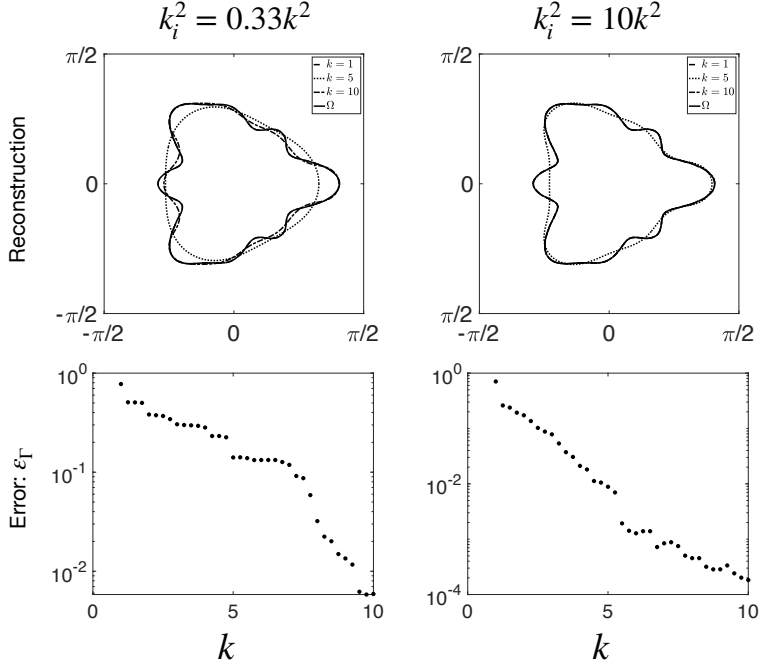 k_i^2 = 0.33k^2
k_i^2 = 10k^2
Reconstruction
π/2
0
-π/2
-π/2 0 π/2
k = 1
k = 5
k = 10
Ω
π/2
0
-π/2
-π/2 0 π/2
k = 1
k = 5
k = 10
Ω
Error: ε_Γ
10^0
10^-1
10^-2
0 5 10
k
10^0
10^-2
10^-4
0 5 10
k